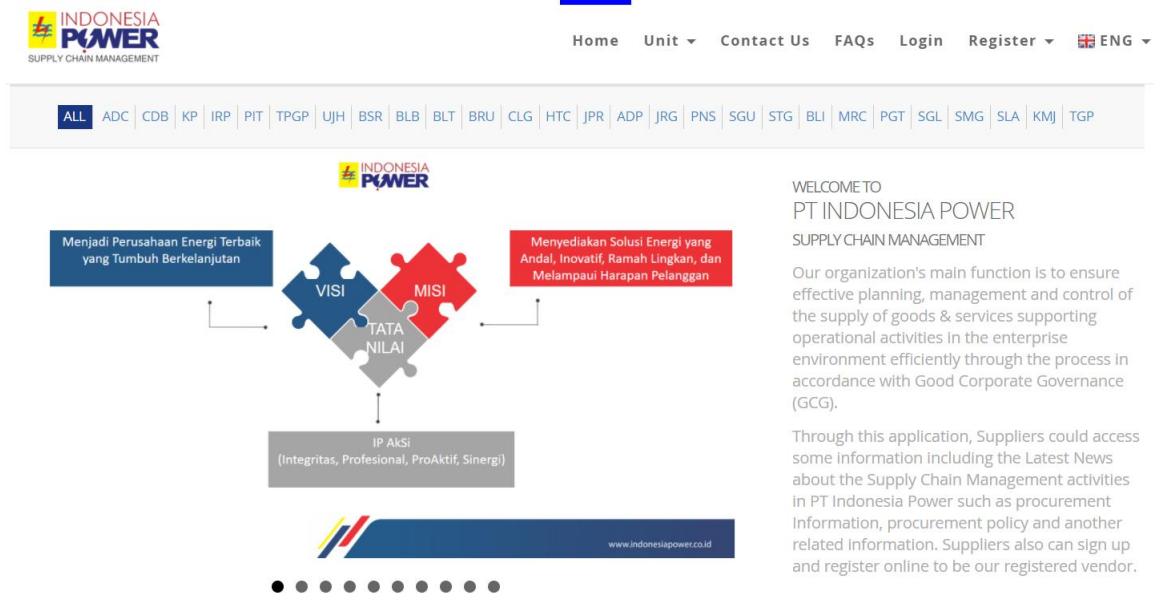 INDONESIA
POWER
SUPPLY CHAIN MANAGEMENT
Home Unit Contact Us FAQs Login Register ENG
ALL ADC CDB KP IRP PIT TPGP UJH BSR BLB BLT BRU CLG HTC JPR ADP JRG PNS SGU STG BLI MRC PGT SGL SMG SLA KMJ TGP
INDONESIA
POWER
Menjadi Perusahaan Energi Terbaik
yang Tumbuh Berkelanjutan
VISI
MISI
Menyediakan Solusi Energi yang
Andal, Inovatif, Ramah Lingkan, dan
Melampaui Harapan Pelanggan
TATA
NILAI
IP AkSi
(Integritas, Profesional, ProAktif, Sinergi)
www.indonesiapower.co.id
WELCOME TO
PT INDONESIA POWER
SUPPLY CHAIN MANAGEMENT
Our organization's main function is to ensure
effective planning, management and control of
the supply of goods & services supporting
operational activities in the enterprise
environment efficiently through the process in
accordance with Good Corporate Governance
(GCG).
Through this application, Suppliers could access
some information including the Latest News
about the Supply Chain Management activities
in PT Indonesia Power such as procurement
Information, procurement policy and another
related information. Suppliers also can sign up
and register online to be our registered vendor.